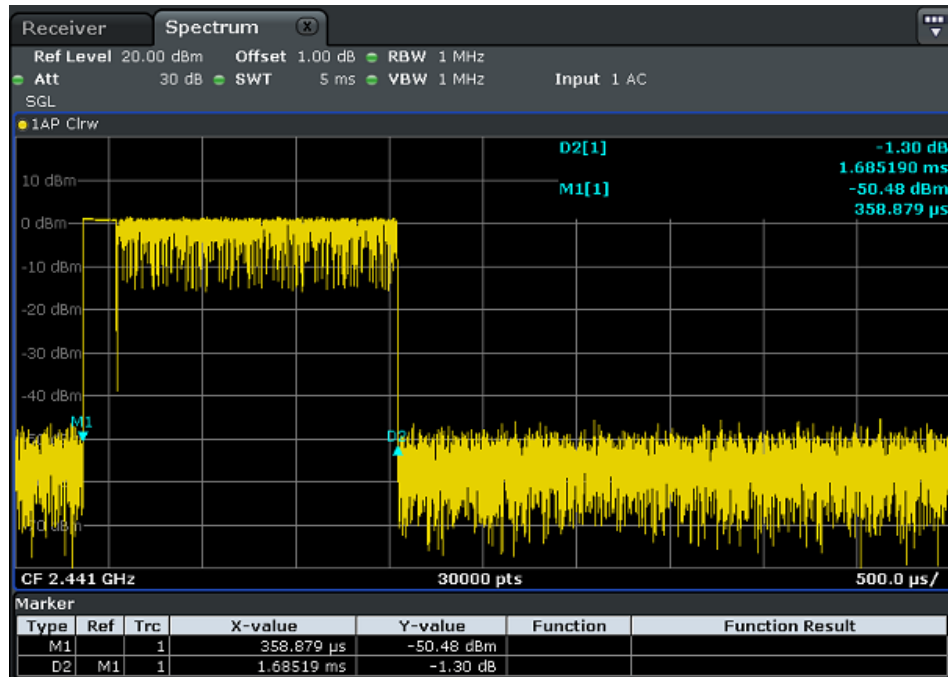 Receiver Spectrum X
Ref Level 20.00 dBm Offset 1.00 dB RBW 1 MHz
Att 30 dB SWT 5 ms VBW 1 MHz Input 1 AC
SGL
1AP Clrw
D2[1] -1.30 dB
1.685190 ms
10 dBm
M1[1] -50.48 dBm
358.879 µs
0 dBm
-10 dBm
-20 dBm
-30 dBm
-40 dBm
M1
D2
CF 2.441 GHz 30000 pts 500.0 µs/
Marker
Type Ref Trc X-value Y-value Function Function Result
M1 1 358.879 µs -50.48 dBm
D2 M1 1 1.68519 ms -1.30 dB